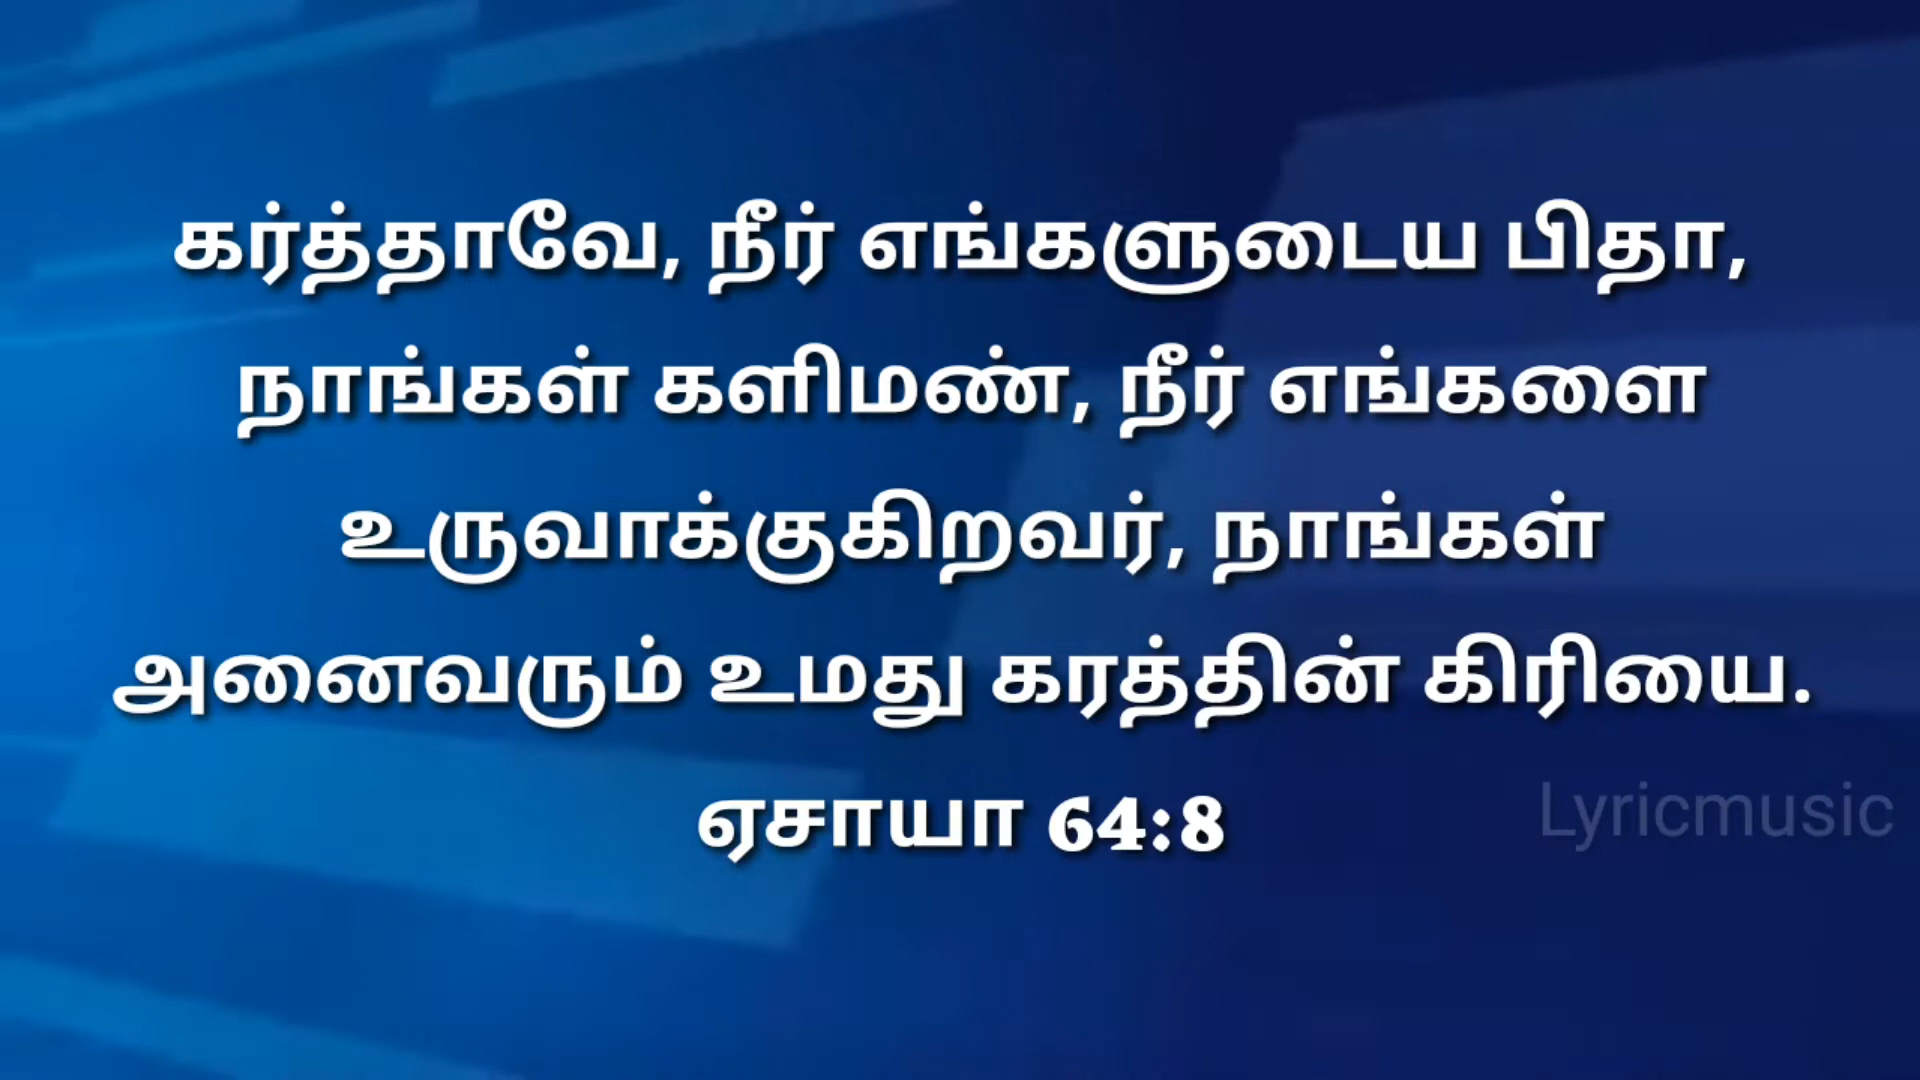 கர்த்தாவே, நீர் எங்களுடைய பிதா,
நாங்கள் களிமண், நீர் எங்களை
உருவாக்குகிறவர், நாங்கள்
அனைவரும் உமது கரத்தின் கிரியை.
ஏசாயா 64:8
Lyricmusic